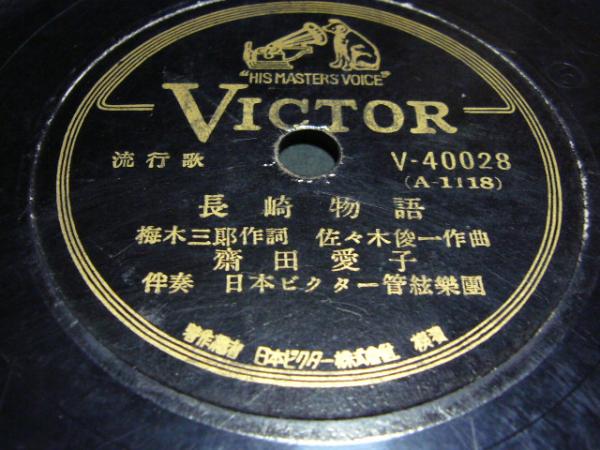 "HIS MASTER'S VOICE"
VICTOR
流行歌 V-40028
(A-1118)
長崎物語
梅木三郎作詞 佐々木俊一作曲
齋田愛子
伴奏 日本ビクター管絃樂團
日本ビクター株式會社